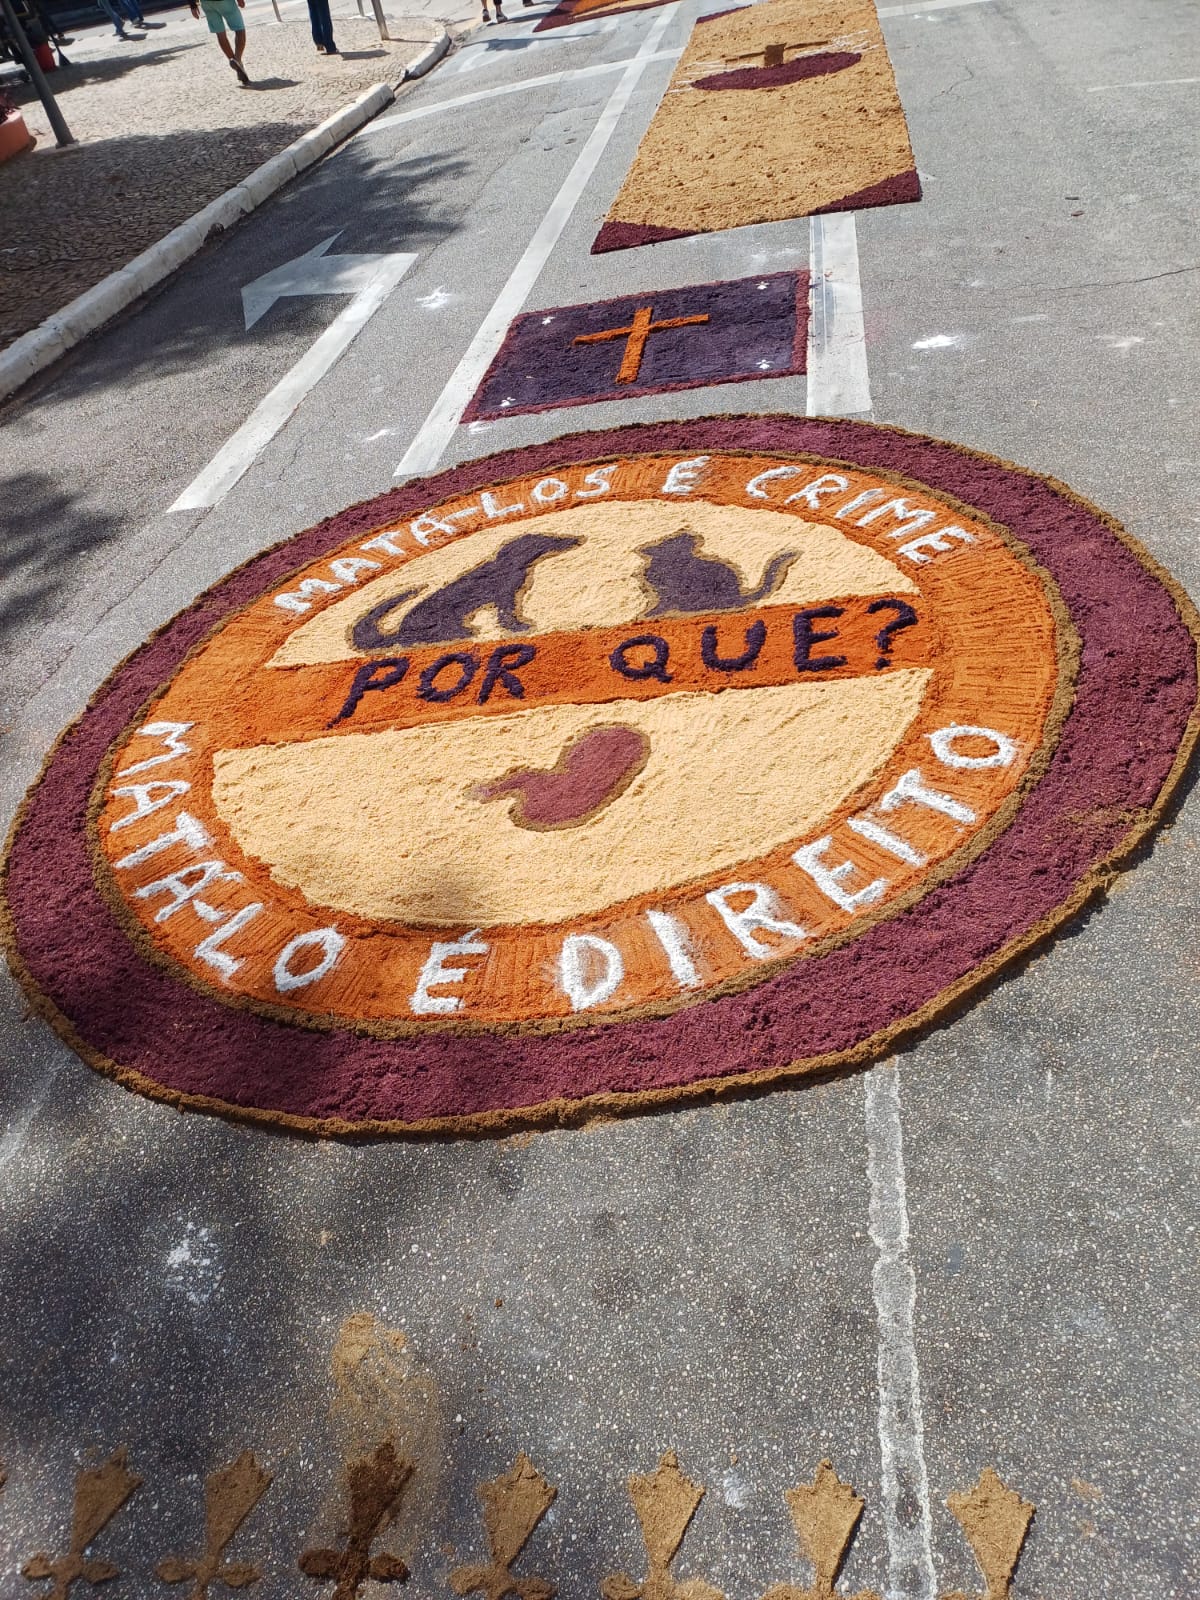 MATÁ-LOS É CRIME
POR QUE?
MATÁ-LO É DIREITO